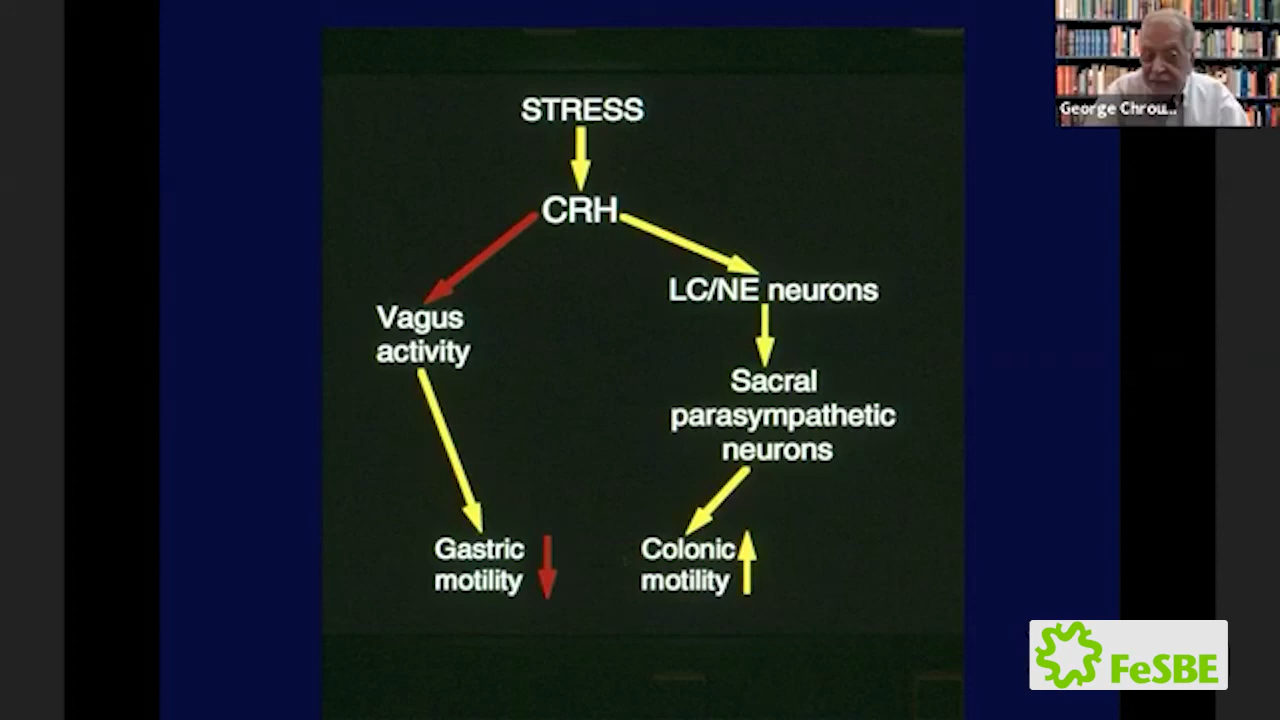 STRESS
CRH
LC/NE neurons
Vagus
activity
Sacral
parasympathetic
neurons
Gastric
motility
Colonic
motility
George Chrou...
FeSBE